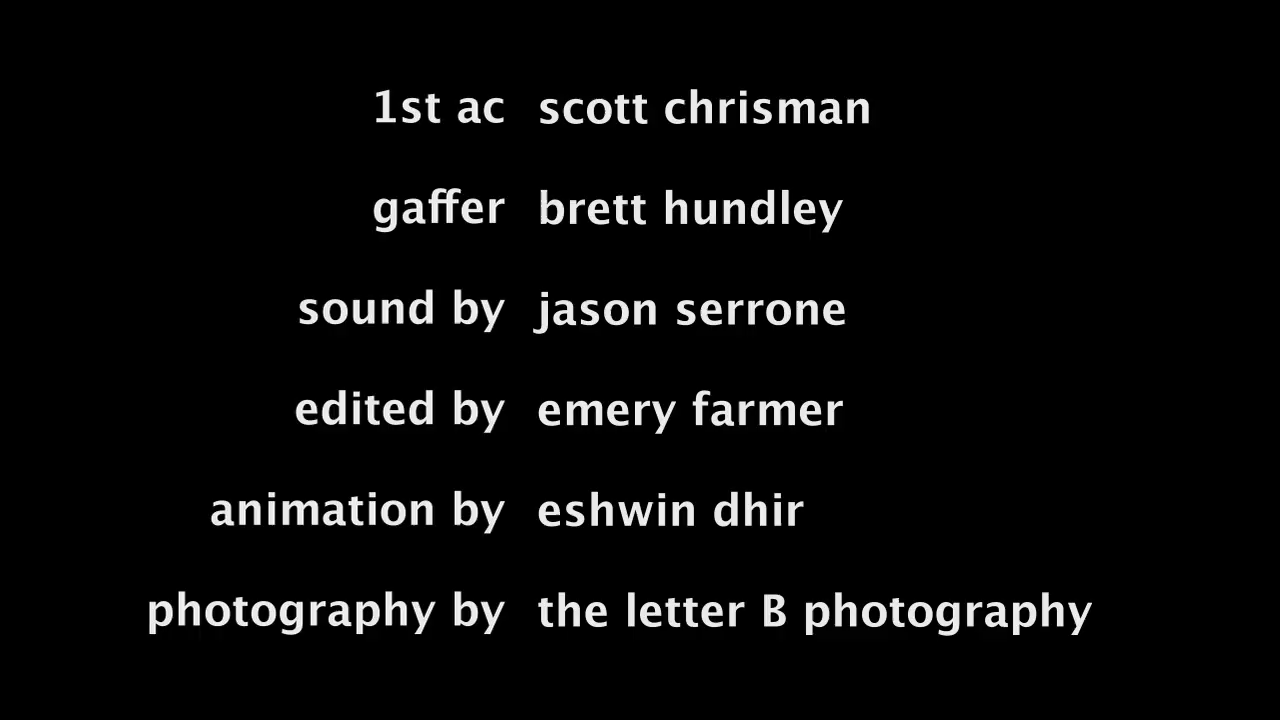 1st ac scott chrisman
gaffer brett hundley
sound by jason serrone
edited by emery farmer
animation by eshwin dhir
photography by the letter B photography